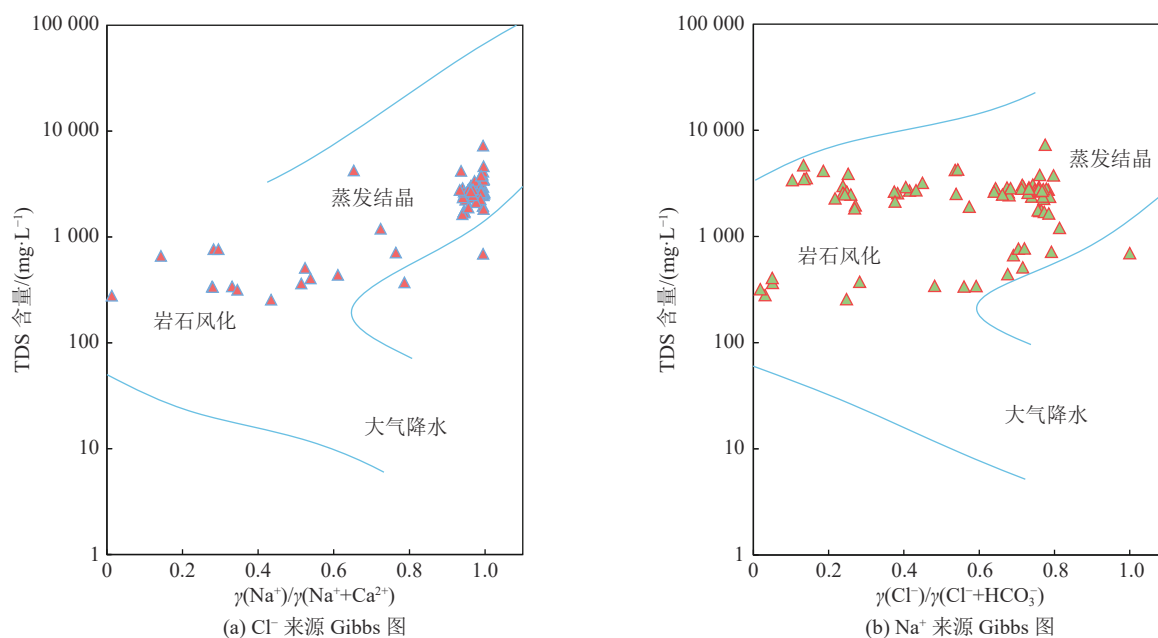 100 000
10 000
1 000
100
10
1
TDS 含量/(mg·L⁻¹)
蒸发结晶
岩石风化
大气降水
0 0.2 0.4 0.6 0.8 1.0
γ(Na⁺)/γ(Na⁺+Ca²⁺)
(a) Cl⁻ 来源 Gibbs 图
100 000
10 000
1 000
100
10
1
TDS 含量/(mg·L⁻¹)
蒸发结晶
岩石风化
大气降水
0 0.2 0.4 0.6 0.8 1.0
γ(Cl⁻)/γ(Cl⁻+HCO₃⁻)
(b) Na⁺ 来源 Gibbs 图